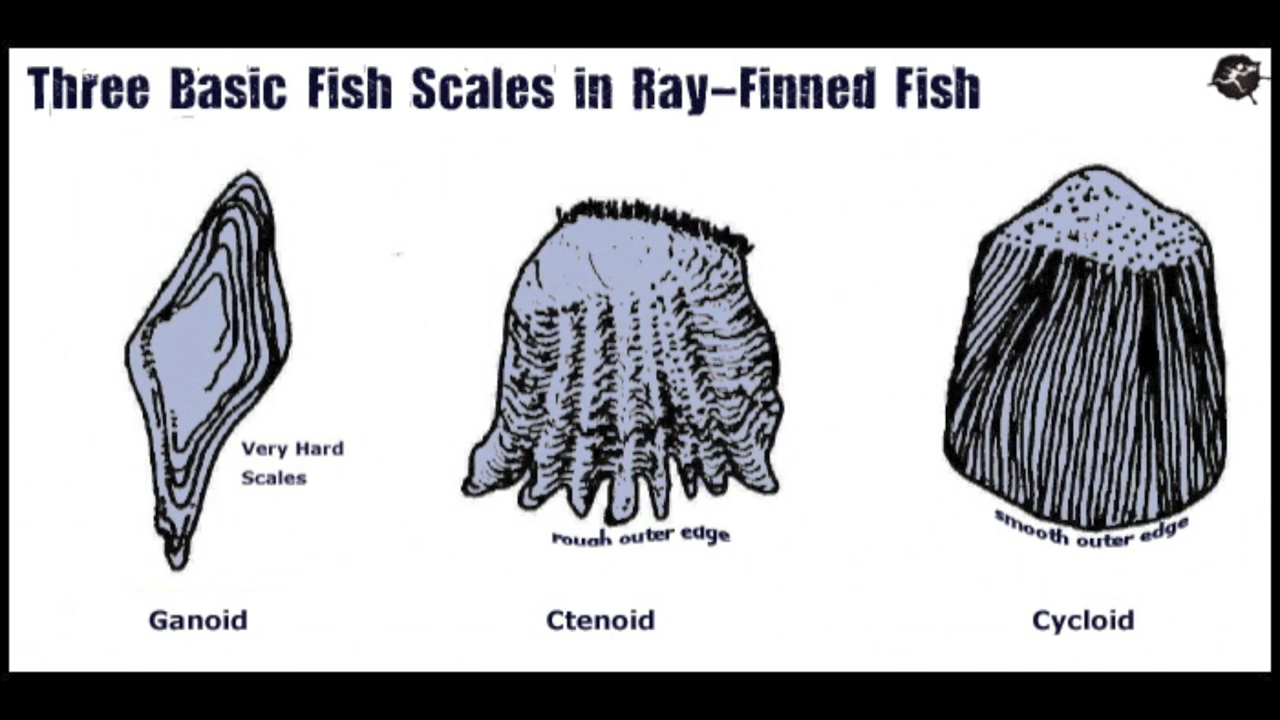 Three Basic Fish Scales in Ray-Finned Fish
Very Hard
Scales
rough outer edge
smooth outer edge
Ganoid
Ctenoid
Cycloid